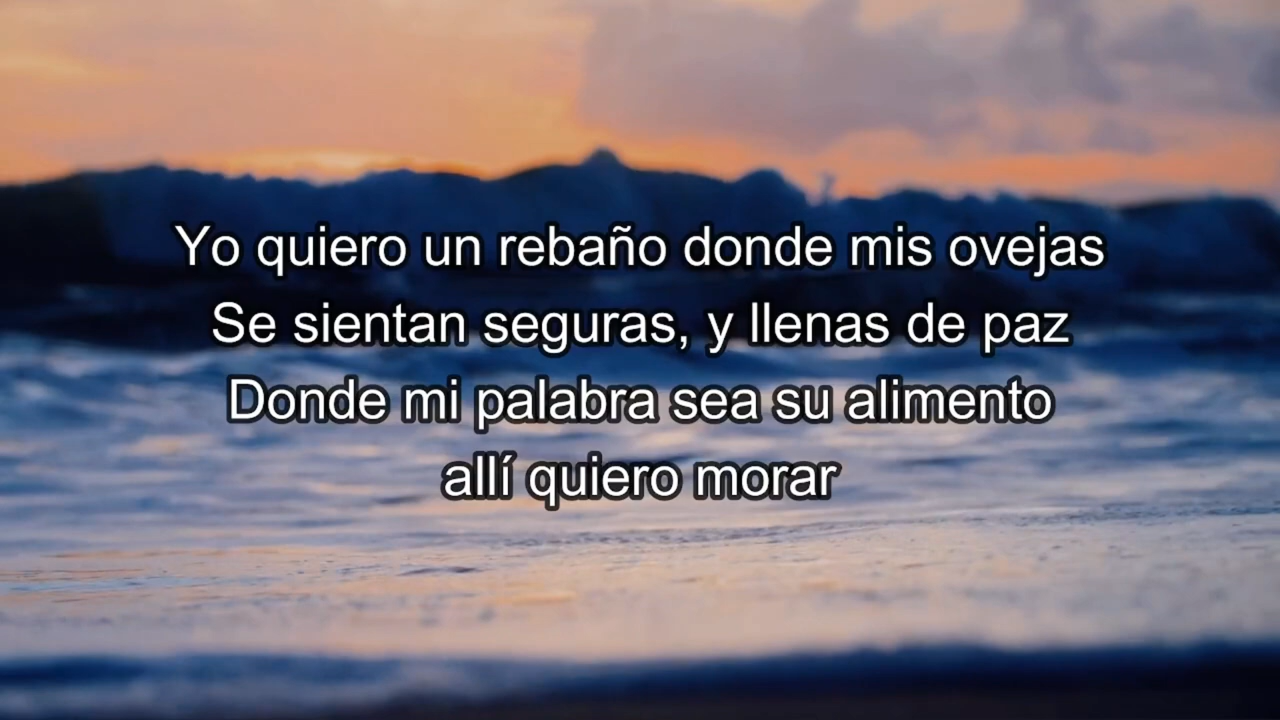 Yo quiero un rebaño donde mis ovejas
Se sientan seguras, y llenas de paz
Donde mi palabra sea su alimento
allí quiero morar